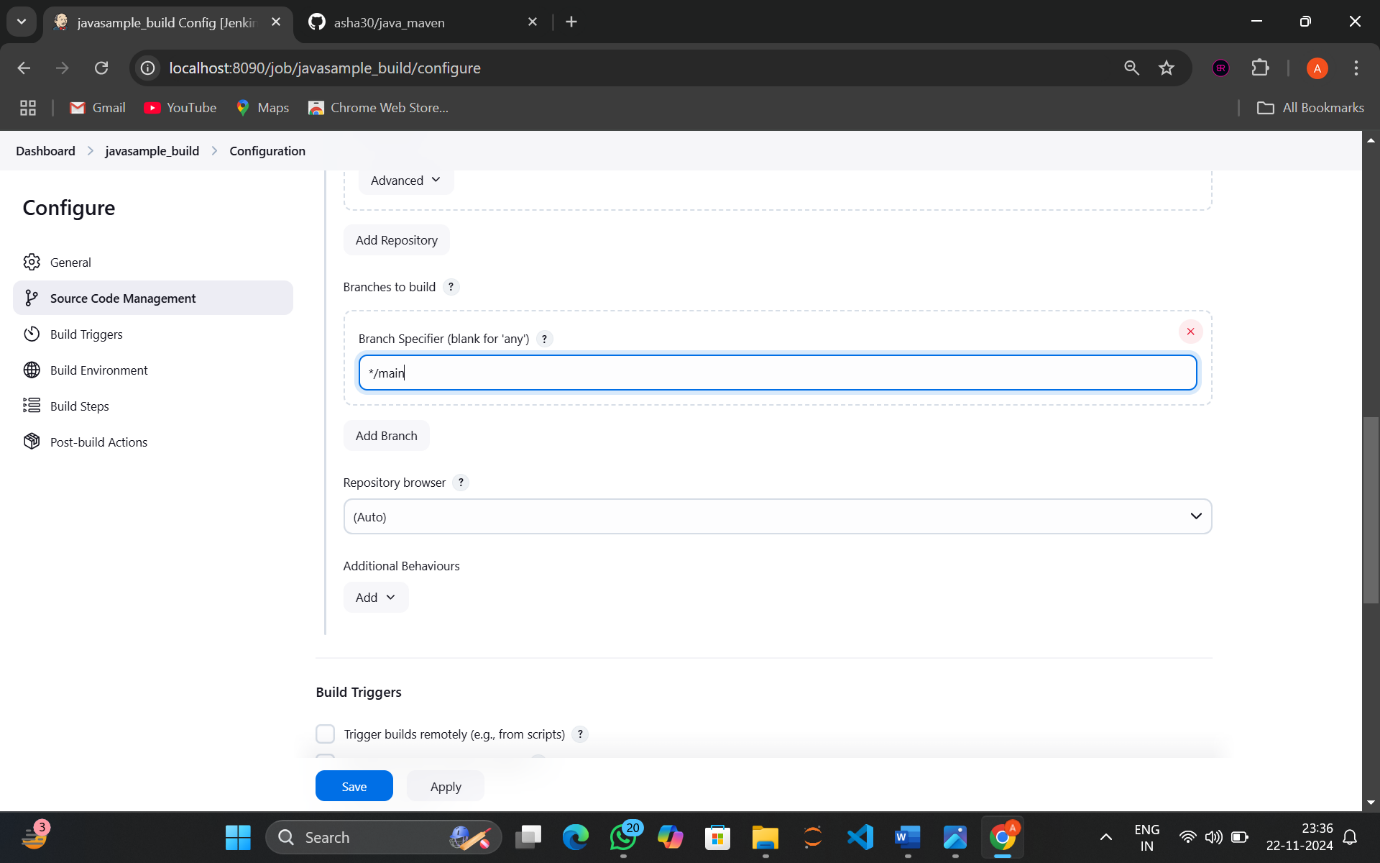 javasample_build Config [Jenkin
asha30/java_maven
localhost:8090/job/javasample_build/configure
BR
A
Gmail
YouTube
Maps
Chrome Web Store...
All Bookmarks
Dashboard > javasample_build > Configuration
Configure
General
Source Code Management
Build Triggers
Build Environment
Build Steps
Post-build Actions
Advanced
Add Repository
Branches to build ?
Branch Specifier (blank for 'any') ?
*/main
Add Branch
Repository browser ?
(Auto)
Additional Behaviours
Add
Build Triggers
Trigger builds remotely (e.g., from scripts) ?
Save
Apply
3
Search
20
W
A
ENG
IN
23:36
22-11-2024